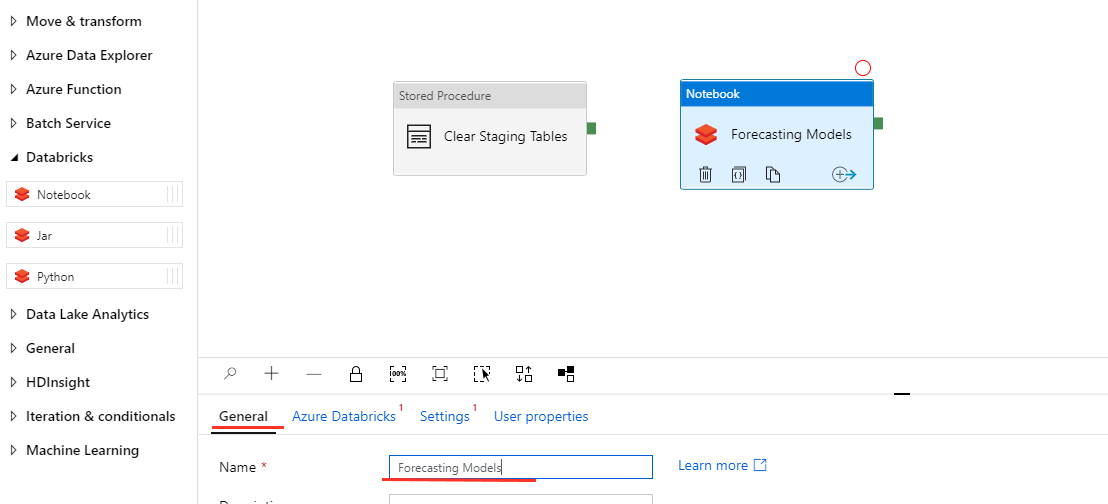 Move & transform
Azure Data Explorer
Azure Function
Batch Service
Databricks
Notebook
Jar
Python
Data Lake Analytics
General
HDInsight
Iteration & conditionals
Machine Learning
Stored Procedure
Clear Staging Tables
Notebook
Forecasting Models
100%
General
Azure Databricks 1
Settings 1
User properties
Name *
Forecasting Models
Learn more